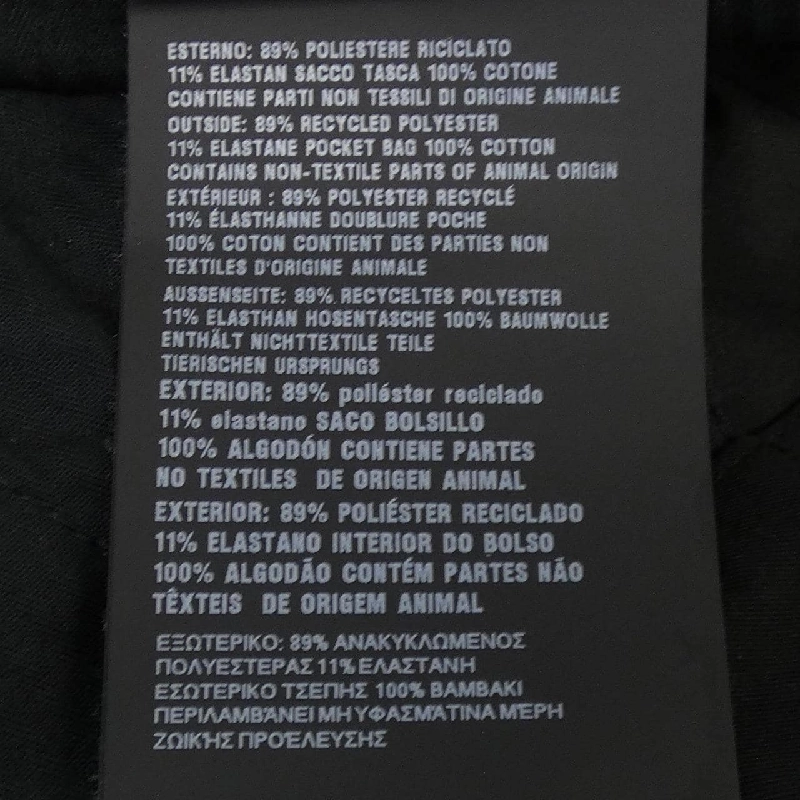 ESTERNO: 89% POLIESTERE RICICLATO
11% ELASTAN SACCO TASCA 100% COTONE
CONTIENE PARTI NON TESSILI DI ORIGINE ANIMALE
OUTSIDE: 89% RECYCLED POLYESTER
11% ELASTANE POCKET BAG 100% COTTON
CONTAINS NON-TEXTILE PARTS OF ANIMAL ORIGIN
EXTÉRIEUR : 89% POLYESTER RECYCLÉ
11% ÉLASTHANNE DOUBLURE POCHE
100% COTON CONTIENT DES PARTIES NON
TEXTILES D'ORIGINE ANIMALE
AUSSENSEITE: 89% RECYCELTES POLYESTER
11% ELASTHAN HOSENTASCHE 100% BAUMWOLLE
ENTHÄLT NICHTTEXTILE TEILE
TIERISCHEN URSPRUNGS
EXTERIOR: 89% poliéster reciclado
11% elastano SACO BOLSILLO
100% ALGODÓN CONTIENE PARTES
NO TEXTILES DE ORIGEN ANIMAL
EXTERIOR: 89% POLIÉSTER RECICLADO
11% ELASTANO INTERIOR DO BOLSO
100% ALGODÃO CONTÉM PARTES NÃO
TÊXTEIS DE ORIGEM ANIMAL
ΕΞΩΤΕΡΙΚΟ: 89% ΑΝΑΚΥΚΛΩΜΕΝΟΣ
ΠΟΛΥΕΣΤΕΡΑΣ 11% ΕΛΑΣΤΑΝΗ
ΕΣΩΤΕΡΙΚΟ ΤΣΕΠΗΣ 100% ΒΑΜΒΑΚΙ
ΠΕΡΙΛΑΜΒΆΝΕΙ ΜΗ ΥΦΑΣΜΆΤΙΝΑ ΜΈΡΗ
ΖΩΙΚΉΣ ΠΡΟΈΛΕΥΣΗΣ